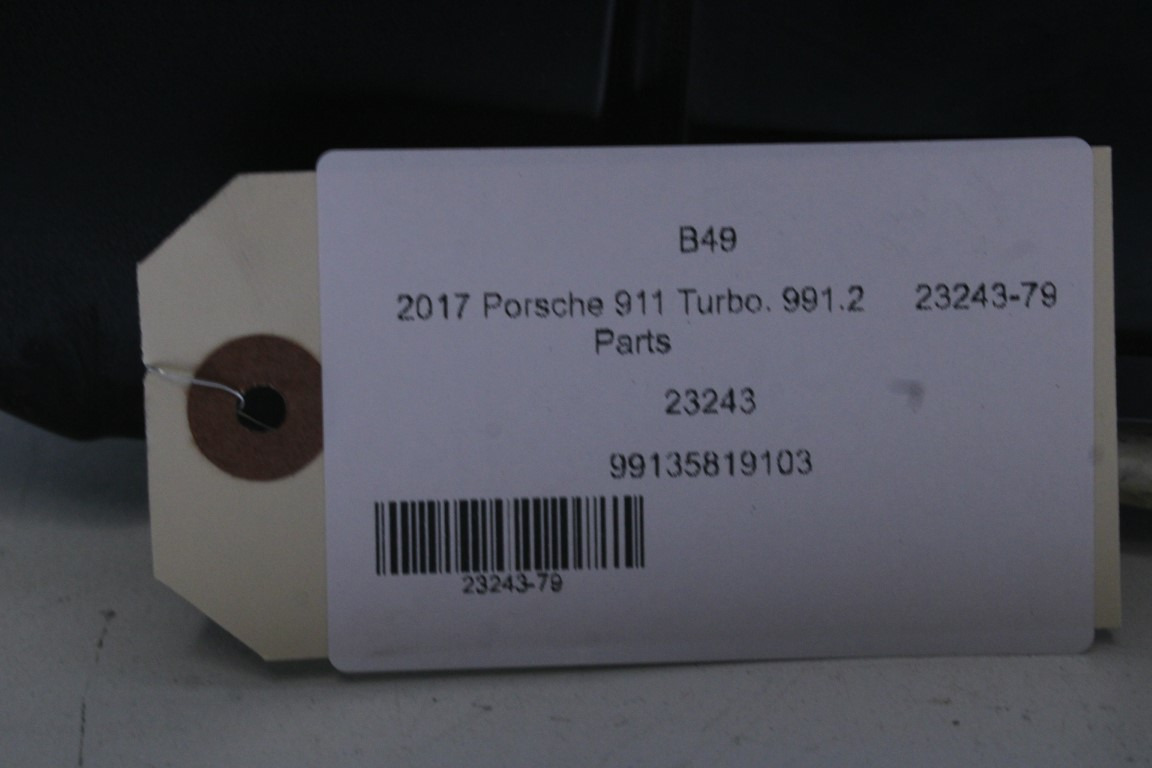 B49
2017 Porsche 911 Turbo. 991.2 23243-79
Parts
23243
99135819103
23243-79